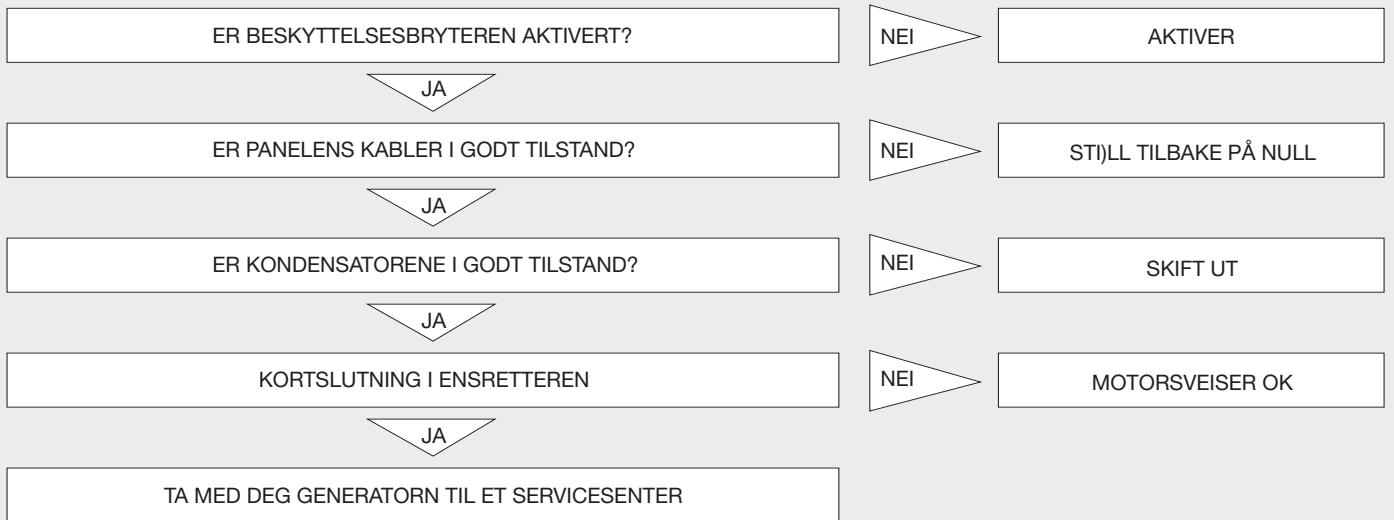 ER BESKYTTELSESBRYTEREN AKTIVERT?
NEI
AKTIVER
JA
ER PANELENS KABLER I GODT TILSTAND?
NEI
STI)LL TILBAKE PÅ NULL
JA
ER KONDENSATORENE I GODT TILSTAND?
NEI
SKIFT UT
JA
KORTSLUTNING I ENSRETTEREN
NEI
MOTORSVEISER OK
JA
TA MED DEG GENERATORN TIL ET SERVICESENTER